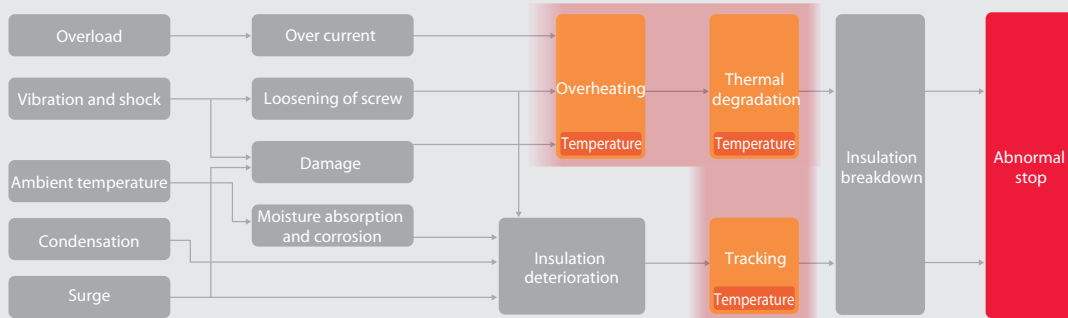 Overload
Over current
Vibration and shock
Loosening of screw
Damage
Ambient temperature
Moisture absorption
and corrosion
Condensation
Surge
Overheating
Temperature
Thermal
degradation
Temperature
Insulation
deterioration
Tracking
Temperature
Insulation
breakdown
Abnormal
stop